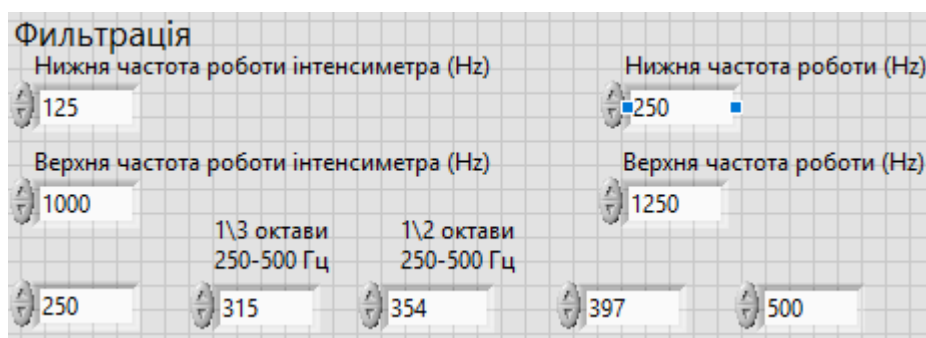 Фильтрація
Нижня частота роботи інтенсиметра (Hz)
Нижня частота роботи (Hz)
125
250
Верхня частота роботи інтенсиметра (Hz)
Верхня частота роботи (Hz)
1000
1250
1\3 октави
250-500 Гц
1\2 октави
250-500 Гц
250
315
354
397
500